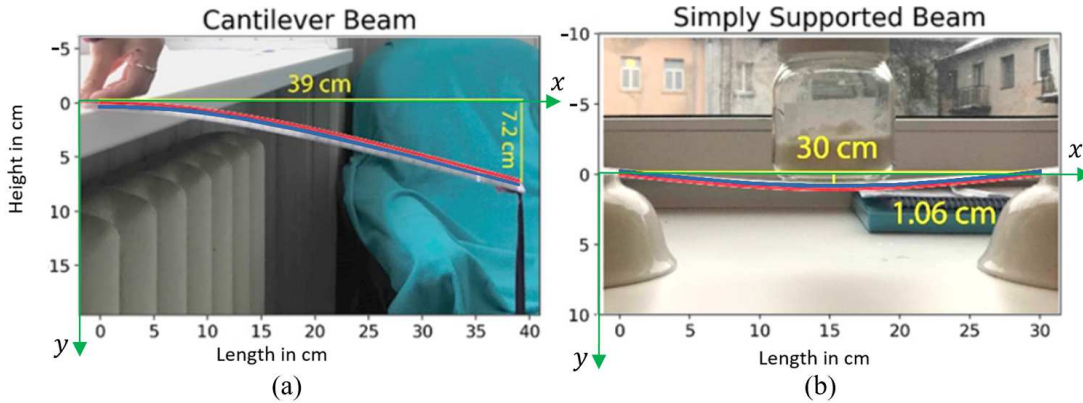 Cantilever Beam
-5
0
5
10
15
Height in cm
39 cm
7.2 cm
x
y
0 5 10 15 20 25 30 35 40
Length in cm
(a)
Simply Supported Beam
-10
-5
0
5
10
30 cm
1.06 cm
x
y
0 10 15 20 30
Length in cm
(b)